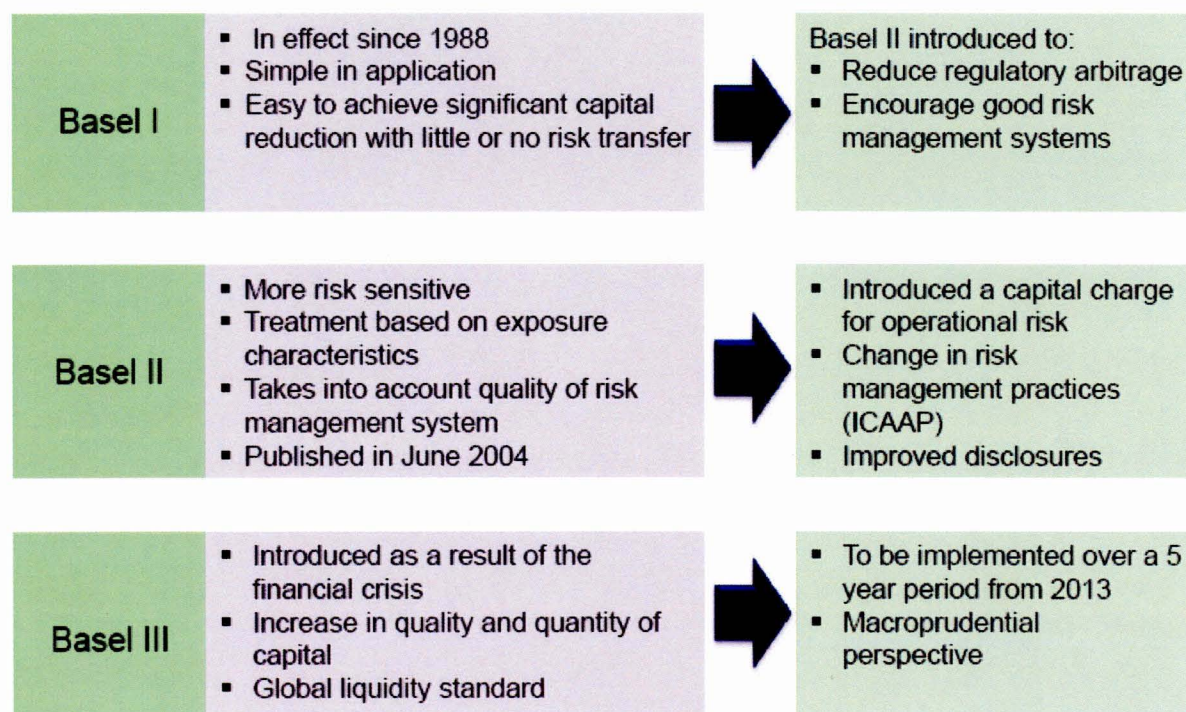 Basel I
▪ In effect since 1988
▪ Simple in application
▪ Easy to achieve significant capital
reduction with little or no risk transfer
Basel II introduced to:
▪ Reduce regulatory arbitrage
▪ Encourage good risk
management systems
Basel II
▪ More risk sensitive
▪ Treatment based on exposure
characteristics
▪ Takes into account quality of risk
management system
▪ Published in June 2004
▪ Introduced a capital charge
for operational risk
▪ Change in risk
management practices
(ICAAP)
▪ Improved disclosures
Basel III
▪ Introduced as a result of the
financial crisis
▪ Increase in quality and quantity of
capital
▪ Global liquidity standard
▪ To be implemented over a 5
year period from 2013
▪ Macroprudential
perspective